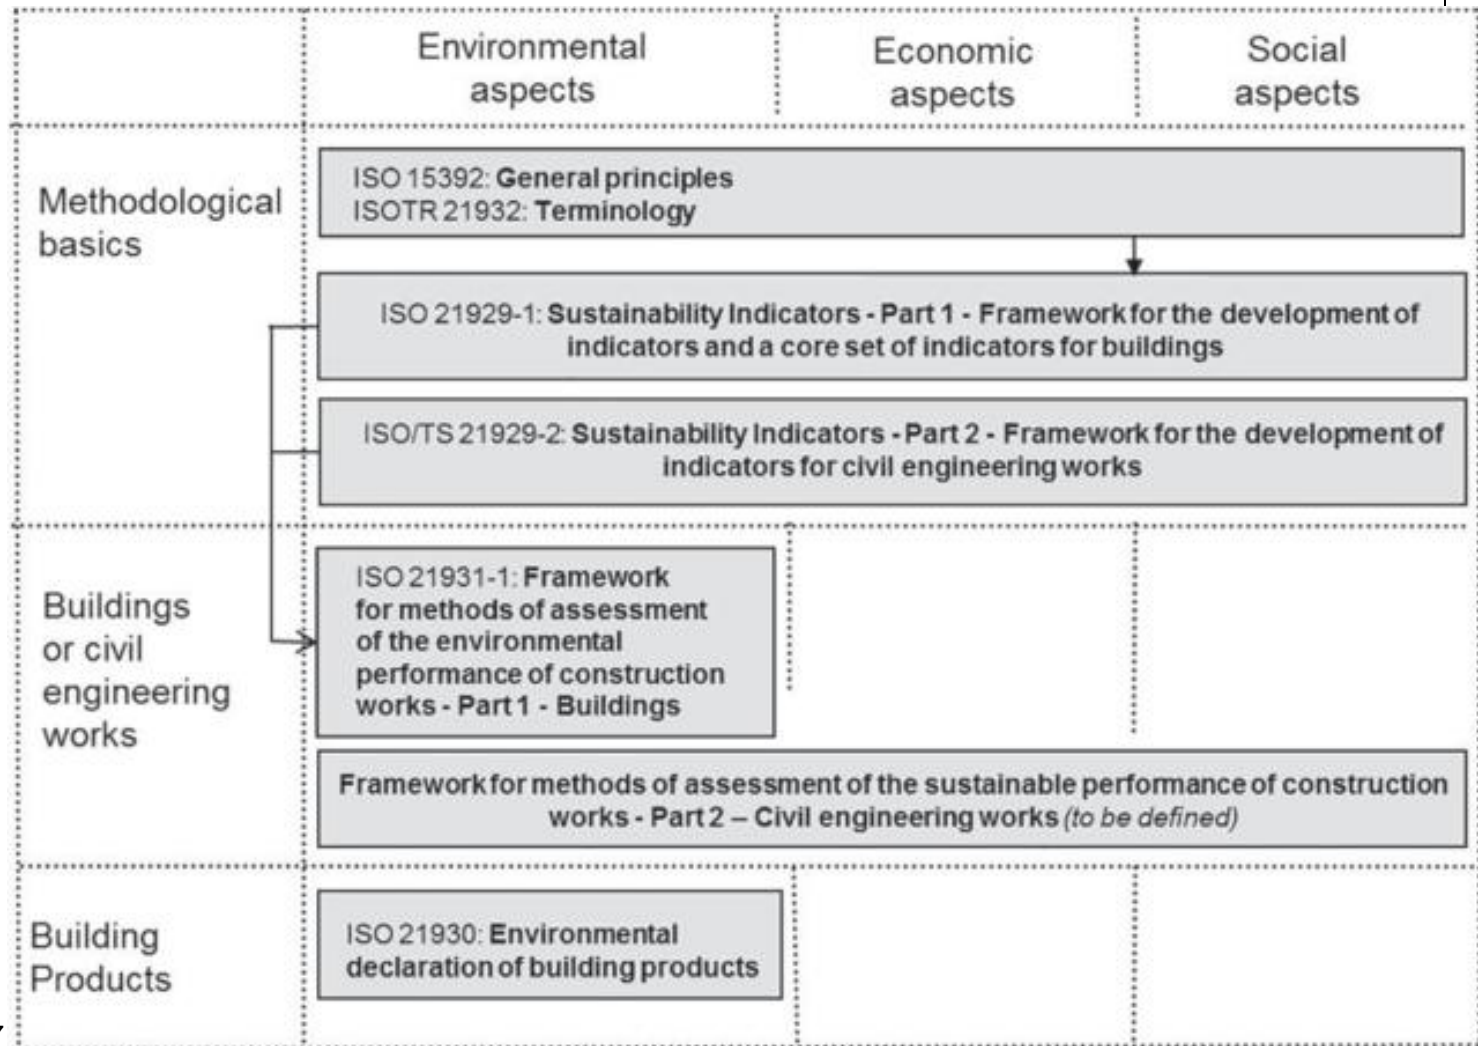 Environmental
aspects
Economic
aspects
Social
aspects
Methodological
basics
ISO 15392: General principles
ISOTR 21932: Terminology
ISO 21929-1: Sustainability Indicators - Part 1 - Framework for the development of
indicators and a core set of indicators for buildings
ISO/TS 21929-2: Sustainability Indicators - Part 2 - Framework for the development of
indicators for civil engineering works
Buildings
or civil
engineering
works
ISO 21931-1: Framework
for methods of assessment
of the environmental
performance of construction
works - Part 1 - Buildings
Framework for methods of assessment of the sustainable performance of construction
works - Part 2 – Civil engineering works (to be defined)
Building
Products
ISO 21930: Environmental
declaration of building products